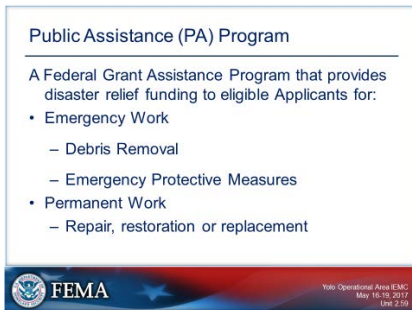 Public Assistance (PA) Program
A Federal Grant Assistance Program that provides
disaster relief funding to eligible Applicants for:
• Emergency Work
– Debris Removal
– Emergency Protective Measures
• Permanent Work
– Repair, restoration or replacement
FEMA
Yolo Operational Area IEMC
May 16-19, 2017
Unit 2.59